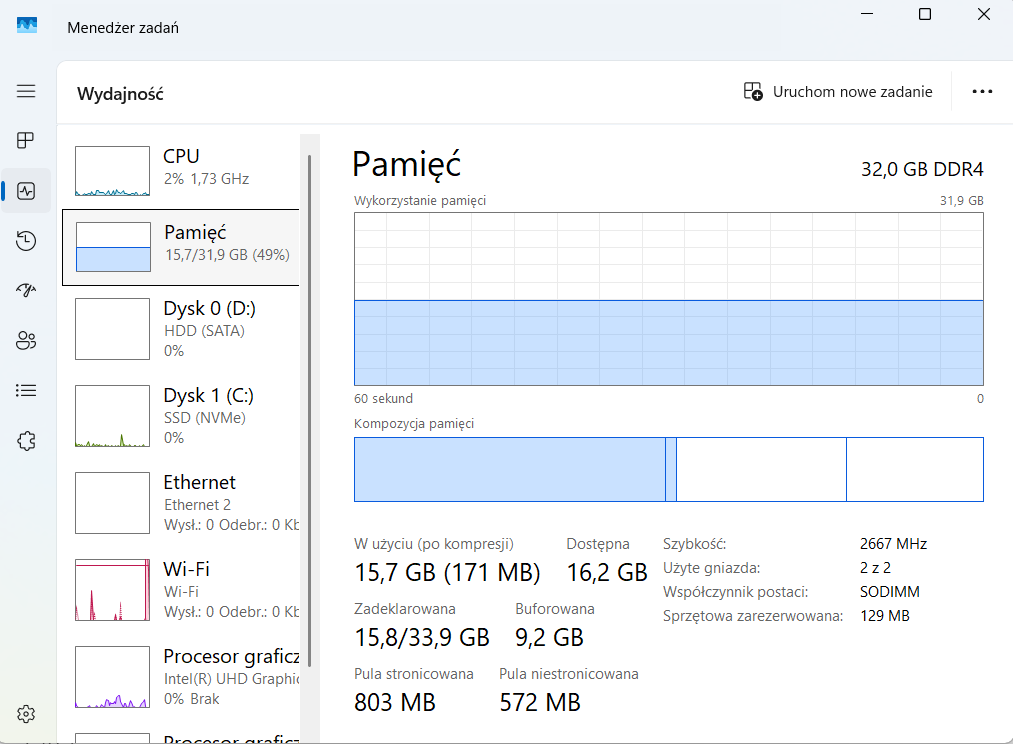 Menedżer zadań
Wydajność
Uruchom nowe zadanie
CPU
2% 1,73 GHz
Pamięć
15,7/31,9 GB (49%)
Dysk 0 (D:)
HDD (SATA)
0%
Dysk 1 (C:)
SSD (NVMe)
0%
Ethernet
Ethernet 2
Wysł.: 0 Odebr.: 0 Kb
Wi-Fi
Wi-Fi
Wysł.: 0 Odebr.: 0 Kb
Procesor graficz
Intel(R) UHD Graphic
0% Brak
Procesor graficz
Pamięć
32,0 GB DDR4
Wykorzystanie pamięci
31,9 GB
60 sekund
0
Kompozycja pamięci
W użyciu (po kompresji)
15,7 GB (171 MB)
Dostępna
16,2 GB
Zadeklarowana
15,8/33,9 GB
Buforowana
9,2 GB
Pula stronicowana
803 MB
Pula niestronicowana
572 MB
Szybkość: 2667 MHz
Użyte gniazda: 2 z 2
Współczynnik postaci: SODIMM
Sprzętowa zarezerwowana: 129 MB